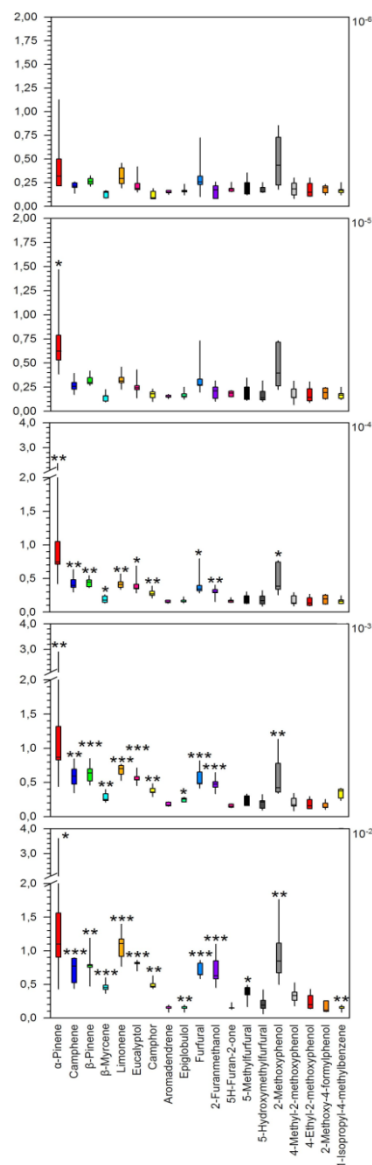 2,00
1,75
1,50
1,25
1,00
0,75
0,50
0,25
0,00
10-6
2,00
1,75
1,50
1,25
1,00
0,75
0,50
0,25
0,00
10-5
*
4,0
3,0
2,0
1,5
1,0
0,5
0,0
10-4
**
** ** * ** * ** * ** *
4,0
3,0
2,0
1,5
1,0
0,5
0,0
10-3
**
** *** ** *** *** ** * *** *** **
4,0
3,0
2,0
1,5
1,0
0,5
0,0
10-2
*
*** ** *** *** *** ** ** *** ** * ** **
α-Pinene
Camphene
β-Pinene
β-Myrcene
Limonene
Eucalyptol
Camphor
Aromadendrene
Epiglobulol
Furfural
2-Furanmethanol
5H-Furan-2-one
5-Methylfurfural
5-Hydroxymethylfurfural
2-Methoxyphenol
4-Methyl-2-methoxyphenol
4-Ethyl-2-methoxyphenol
2-Methoxy-4-formylphenol
1-Isopropyl-4-methylbenzene